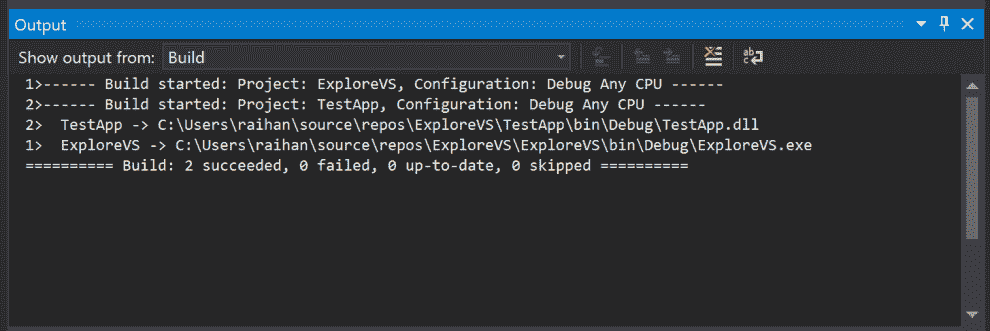 Output
Show output from: Build
1>------ Build started: Project: ExploreVS, Configuration: Debug Any CPU ------
2>------ Build started: Project: TestApp, Configuration: Debug Any CPU ------
2>  TestApp -> C:\Users\raihan\source\repos\ExploreVS\TestApp\bin\Debug\TestApp.dll
1>  ExploreVS -> C:\Users\raihan\source\repos\ExploreVS\ExploreVS\bin\Debug\ExploreVS.exe
========== Build: 2 succeeded, 0 failed, 0 up-to-date, 0 skipped ==========